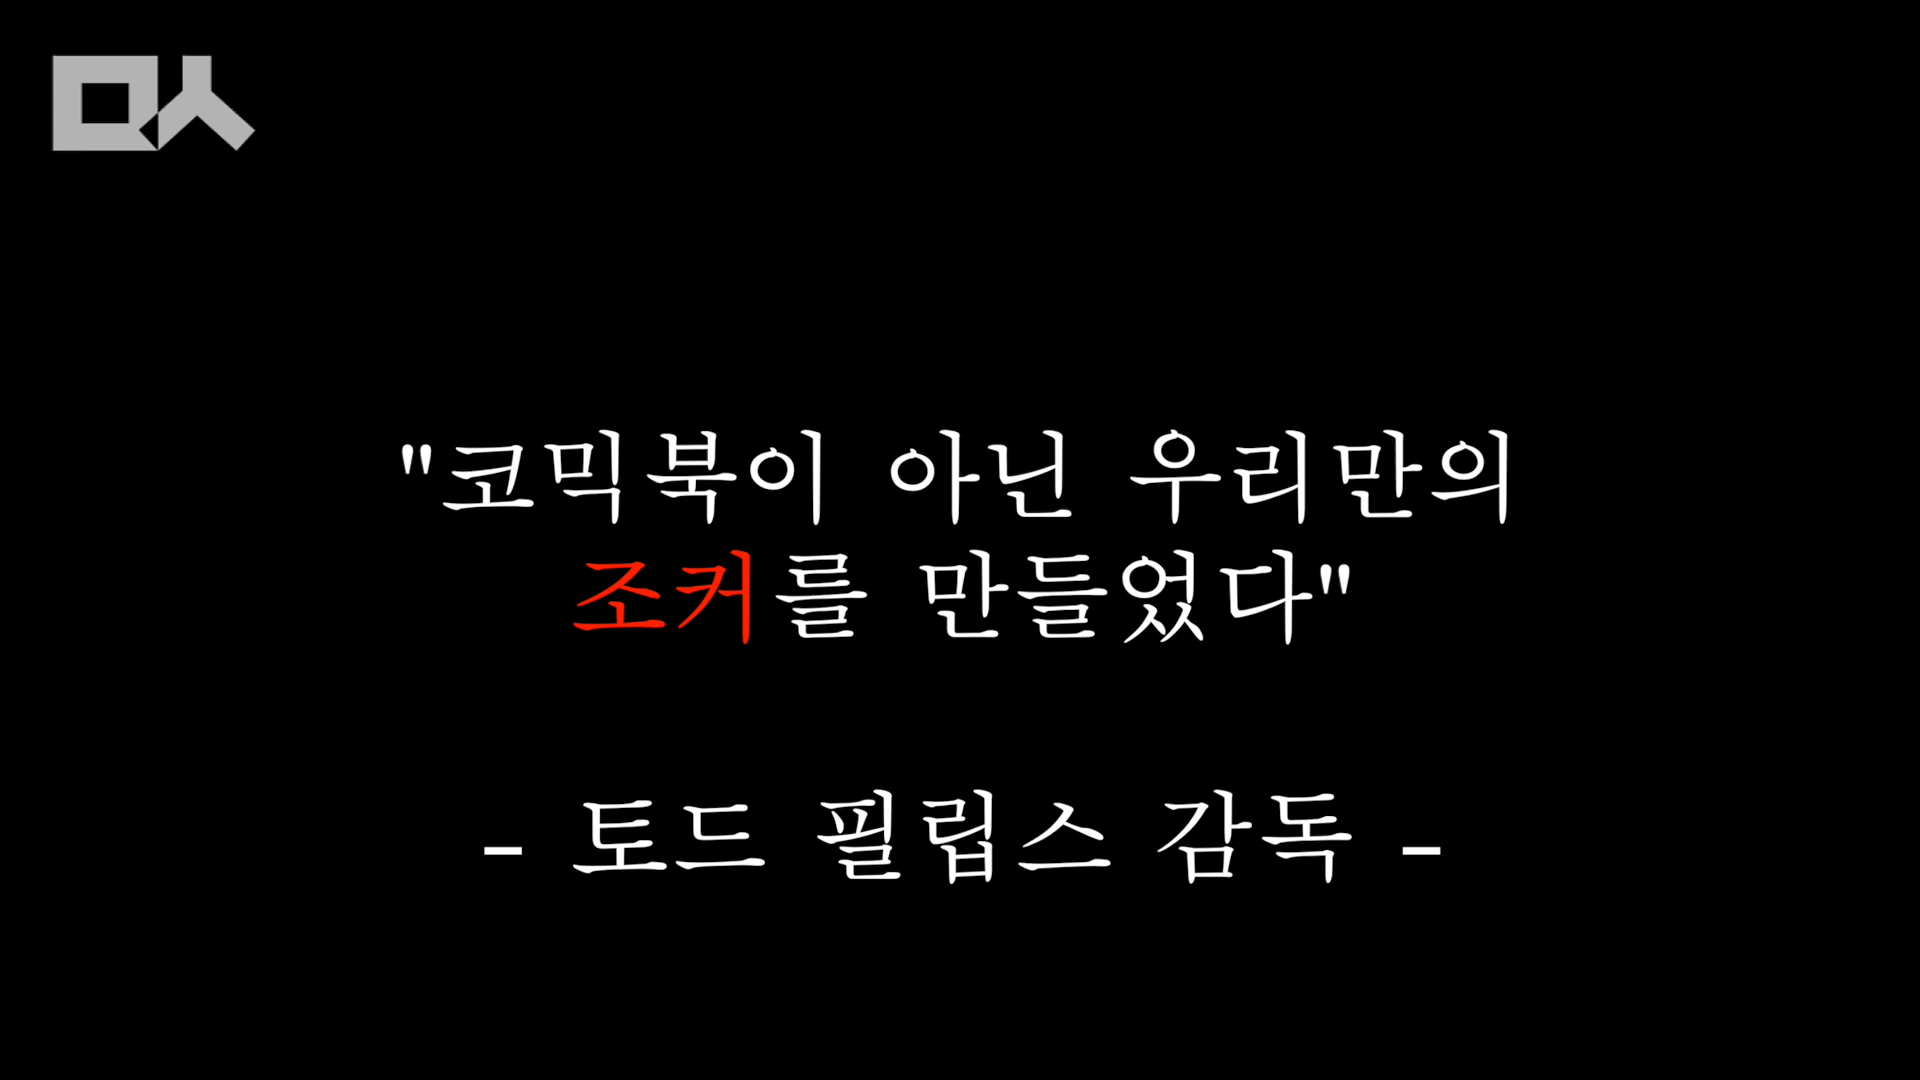 ㅁㅅ
"코믹북이 아닌 우리만의
조커를 만들었다"
- 토드 필립스 감독 -